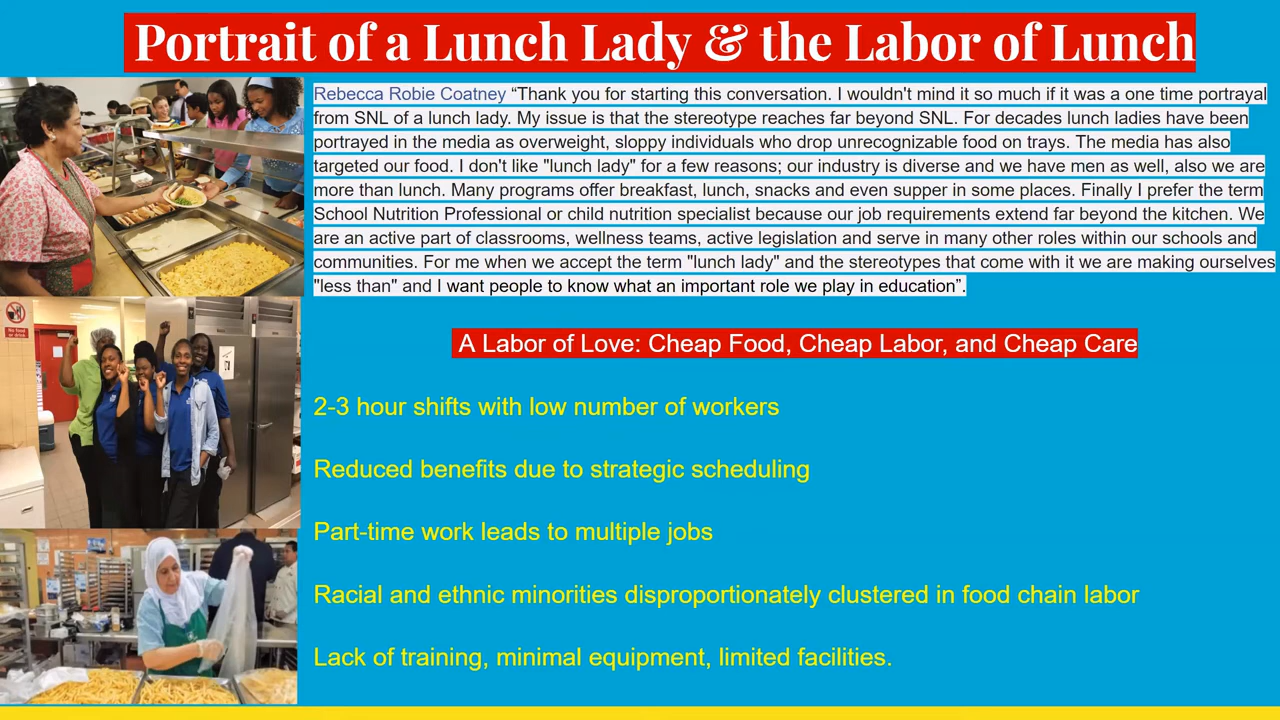 Portrait of a Lunch Lady & the Labor of Lunch
Rebecca Robie Coatney “Thank you for starting this conversation. I wouldn't mind it so much if it was a one time portrayal
from SNL of a lunch lady. My issue is that the stereotype reaches far beyond SNL. For decades lunch ladies have been
portrayed in the media as overweight, sloppy individuals who drop unrecognizable food on trays. The media has also
targeted our food. I don't like "lunch lady" for a few reasons; our industry is diverse and we have men as well, also we are
more than lunch. Many programs offer breakfast, lunch, snacks and even supper in some places. Finally I prefer the term
School Nutrition Professional or child nutrition specialist because our job requirements extend far beyond the kitchen. We
are an active part of classrooms, wellness teams, active legislation and serve in many other roles within our schools and
communities. For me when we accept the term "lunch lady" and the stereotypes that come with it we are making ourselves
"less than" and I want people to know what an important role we play in education”.
No food
or drink
A Labor of Love: Cheap Food, Cheap Labor, and Cheap Care
2-3 hour shifts with low number of workers
Reduced benefits due to strategic scheduling
Part-time work leads to multiple jobs
Racial and ethnic minorities disproportionately clustered in food chain labor
Lack of training, minimal equipment, limited facilities.